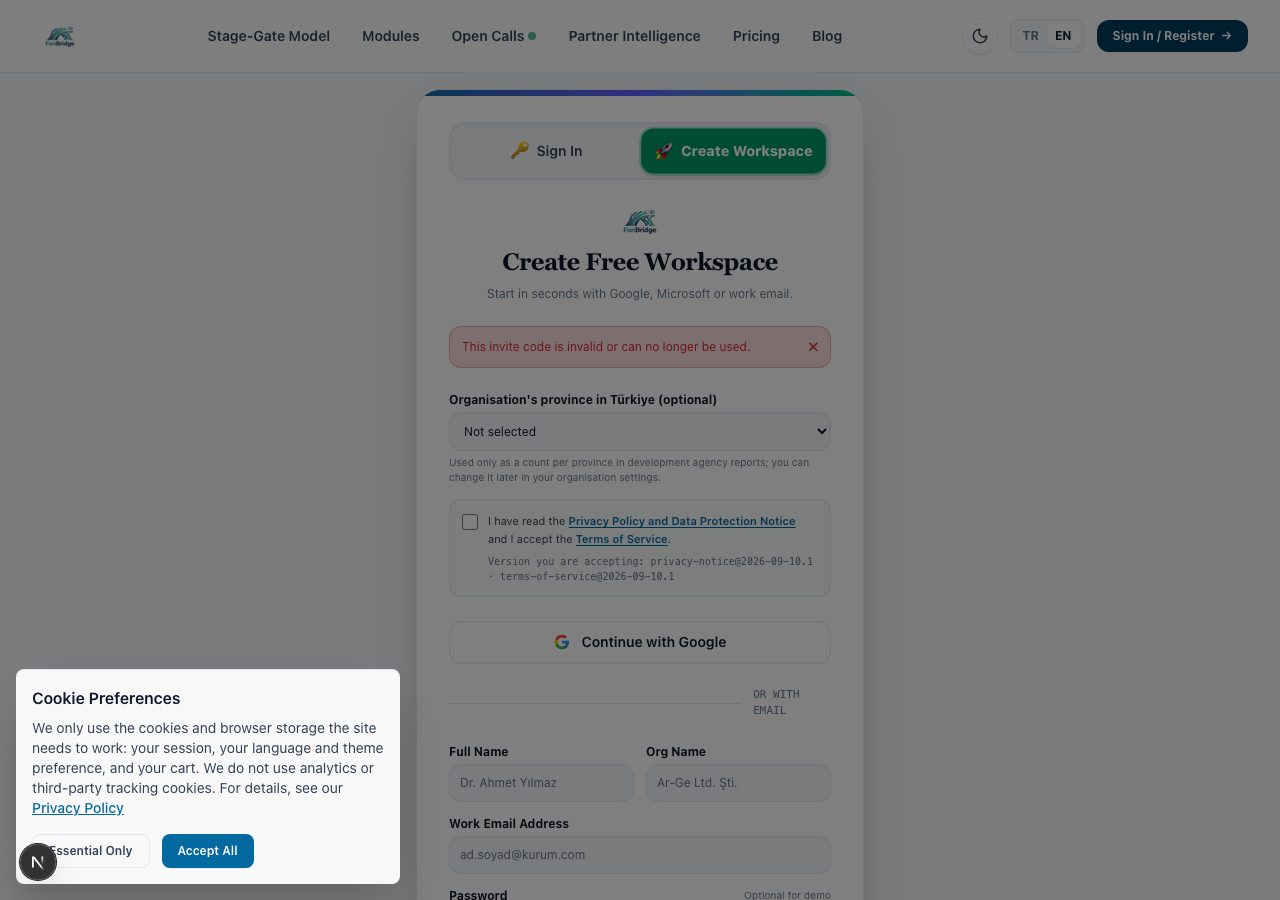 FonBridge
Stage-Gate Model
Modules
Open Calls
Partner Intelligence
Pricing
Blog
TR
EN
Sign In / Register →
🔑 Sign In
🚀 Create Workspace
FonBridge
Create Free Workspace
Start in seconds with Google, Microsoft or work email.
This invite code is invalid or can no longer be used.
Organisation's province in Türkiye (optional)
Not selected
Used only as a count per province in development agency reports; you can
change it later in your organisation settings.
I have read the Privacy Policy and Data Protection Notice
and I accept the Terms of Service.
Version you are accepting: privacy-notice@2026-09-10.1
· terms-of-service@2026-09-10.1
Continue with Google
OR WITH
EMAIL
Full Name
Org Name
Dr. Ahmet Yılmaz
Ar-Ge Ltd. Şti.
Work Email Address
ad.soyad@kurum.com
Password
Optional for demo
Cookie Preferences
We only use the cookies and browser storage the site
needs to work: your session, your language and theme
preference, and your cart. We do not use analytics or
third-party tracking cookies. For details, see our
Privacy Policy
Essential Only
Accept All
N